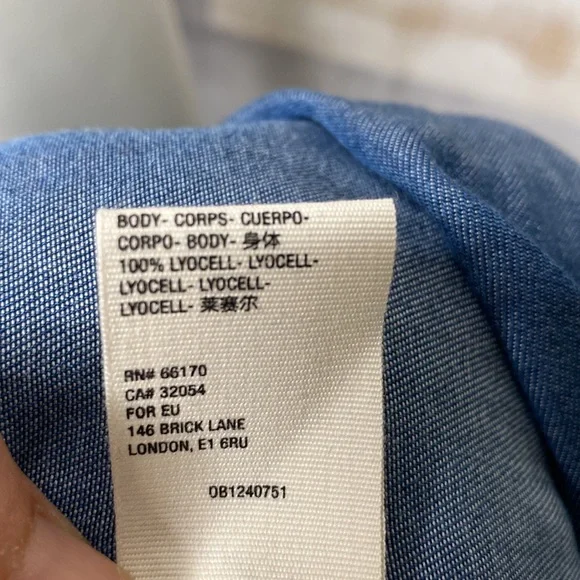 BODY- CORPS- CUERPO-
CORPO- BODY- 身体
100% LYOCELL- LYOCELL-
LYOCELL- LYOCELL-
LYOCELL- 莱赛尔
RN# 66170
CA# 32054
FOR EU
146 BRICK LANE
LONDON, E1 6RU
OB1240751